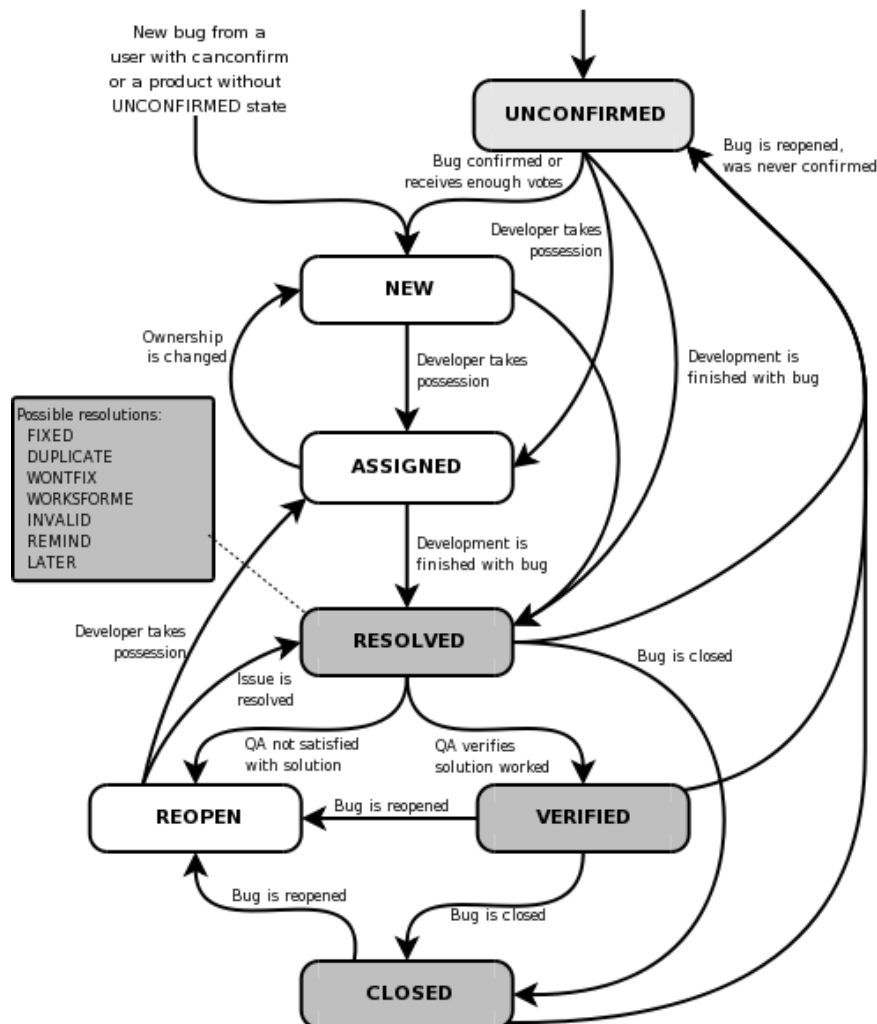 New bug from a
user with canconfirm
or a product without
UNCONFIRMED state
UNCONFIRMED
Bug is reopened,
was never confirmed
Bug confirmed or
receives enough votes
Developer takes
possession
NEW
Ownership
is changed
Developer takes
possession
Development is
finished with bug
Possible resolutions:
FIXED
DUPLICATE
WONTFIX
WORKSFORME
INVALID
REMIND
LATER
ASSIGNED
Development is
finished with bug
RESOLVED
Developer takes
possession
Issue is
resolved
Bug is closed
QA not satisfied
with solution
QA verifies
solution worked
REOPEN
Bug is reopened
VERIFIED
Bug is reopened
Bug is closed
CLOSED